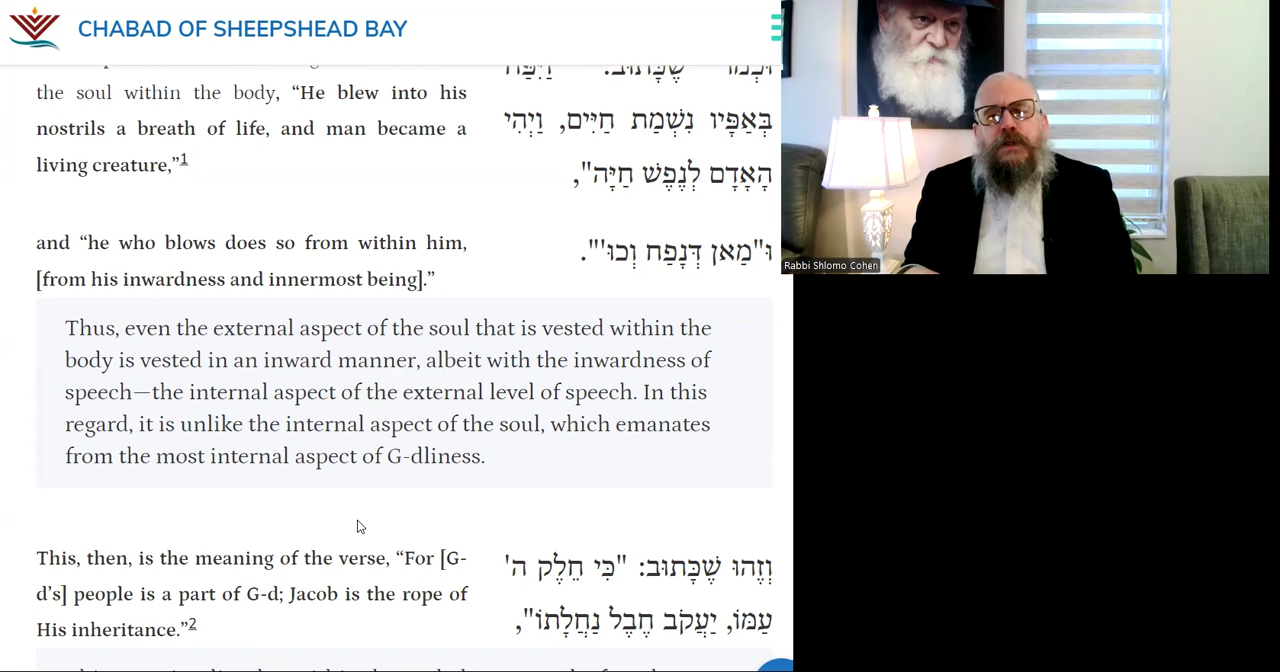 CHABAD OF SHEEPSHEAD BAY
the soul within the body, “He blew into his
nostrils a breath of life, and man became a
living creature,”1
וּכְמוֹ שֶׁכָּתוּב: "וַיִּפַּח
בְּאַפָּיו נִשְׁמַת חַיִּים, וַיְהִי
הָאָדָם לְנֶפֶשׁ חַיָּה",
and “he who blows does so from within him,
[from his inwardness and innermost being].”
וּ"מַאן דְּנָפַח וְכוּ'".
Thus, even the external aspect of the soul that is vested within the
body is vested in an inward manner, albeit with the inwardness of
speech—the internal aspect of the external level of speech. In this
regard, it is unlike the internal aspect of the soul, which emanates
from the most internal aspect of G-dliness.
This, then, is the meaning of the verse, “For [G-
d’s] people is a part of G-d; Jacob is the rope of
His inheritance.”2
וְזֶהוּ שֶׁכָּתוּב: "כִּי חֵלֶק ה'
עַמּוֹ, יַעֲקֹב חֶבֶל נַחֲלָתוֹ",
Rabbi Shlomo Cohen